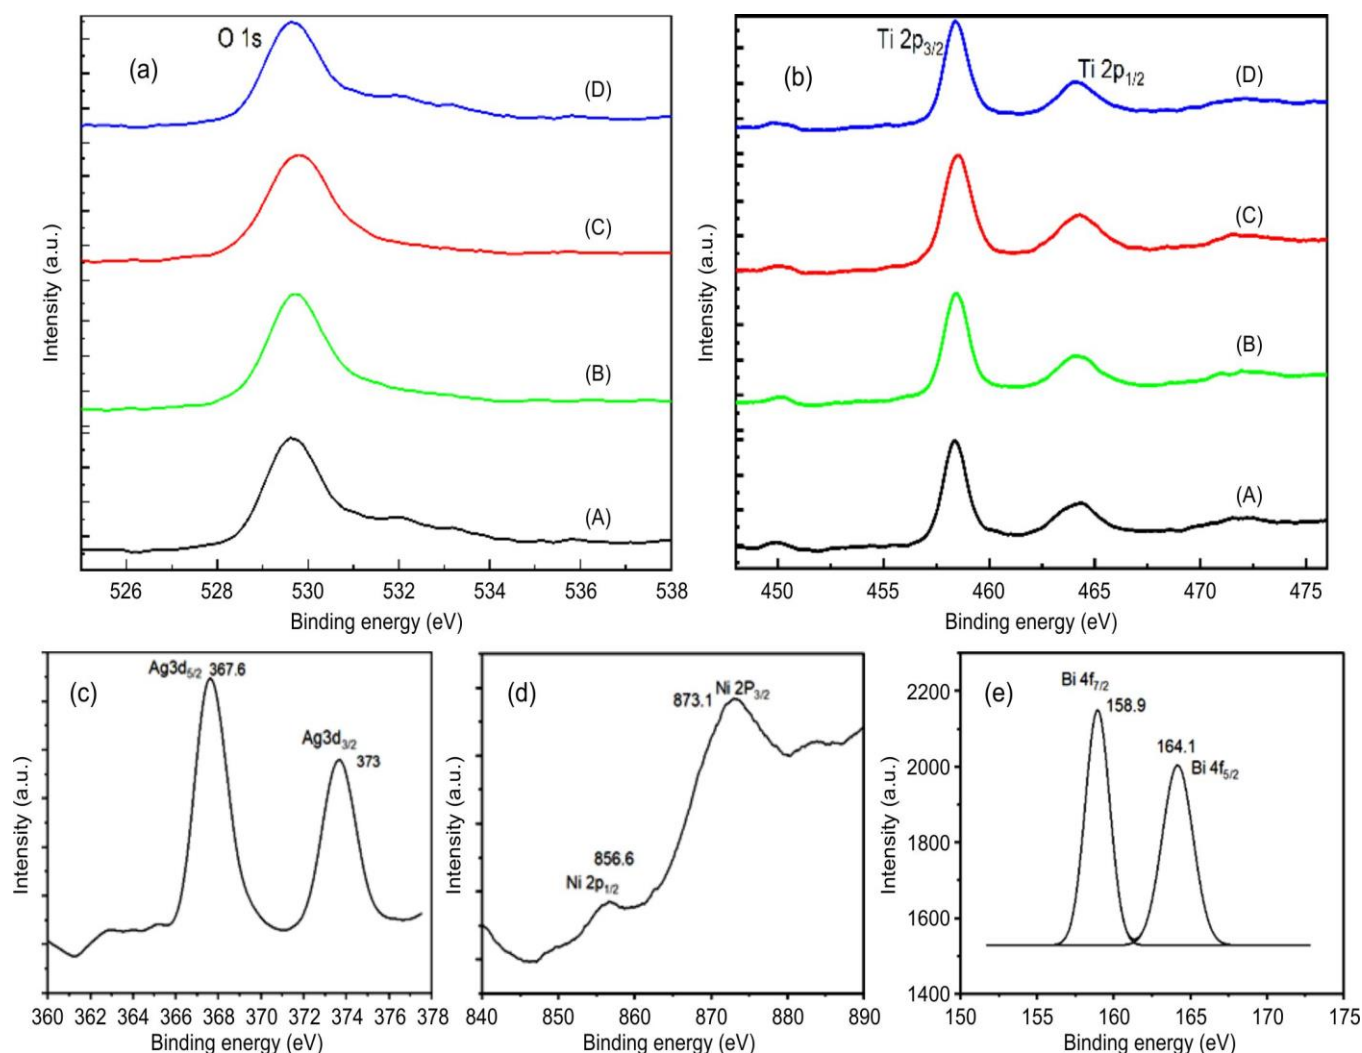 (a)
O 1s
(D)
(C)
(B)
(A)
Intensity (a.u.)
526 528 530 532 534 536 538
Binding energy (eV)
(b)
Ti 2p3/2
Ti 2p1/2
(D)
(C)
(B)
(A)
Intensity (a.u.)
450 455 460 465 470 475
Binding energy (eV)
(c)
Ag3d5/2 367.6
Ag3d3/2
373
Intensity (a.u.)
360 362 364 366 368 370 372 374 376 378
Binding energy (eV)
(d)
Ni 2P3/2
873.1
856.6
Ni 2p1/2
Intensity (a.u.)
840 850 860 870 880 890
Binding energy (eV)
(e)
Bi 4f7/2
158.9
164.1
Bi 4f5/2
Intensity (a.u.)
2200
2000
1800
1600
1400
150 155 160 165 170 175
Binding energy (eV)